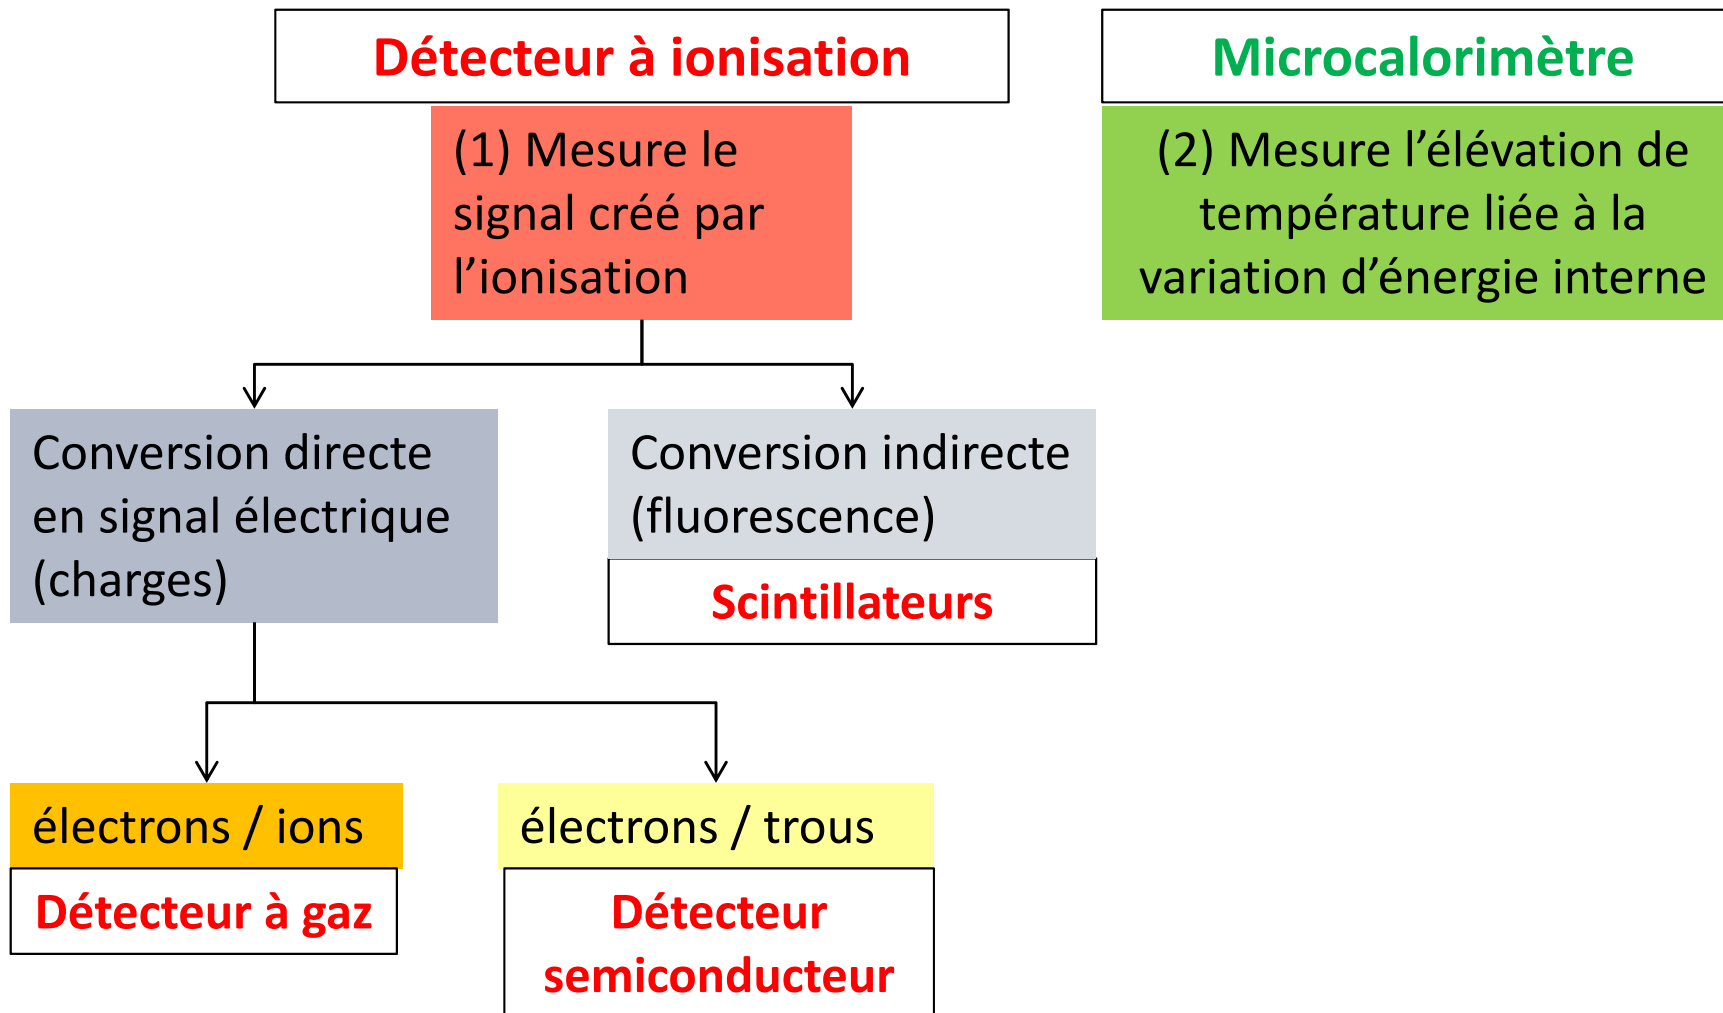 Détecteur à ionisation
(1) Mesure le
signal créé par
l’ionisation
Microcalorimètre
(2) Mesure l’élévation de
température liée à la
variation d’énergie interne
Conversion directe
en signal électrique
(charges)
Conversion indirecte
(fluorescence)
Scintillateurs
électrons / ions
Détecteur à gaz
électrons / trous
Détecteur
semiconducteur